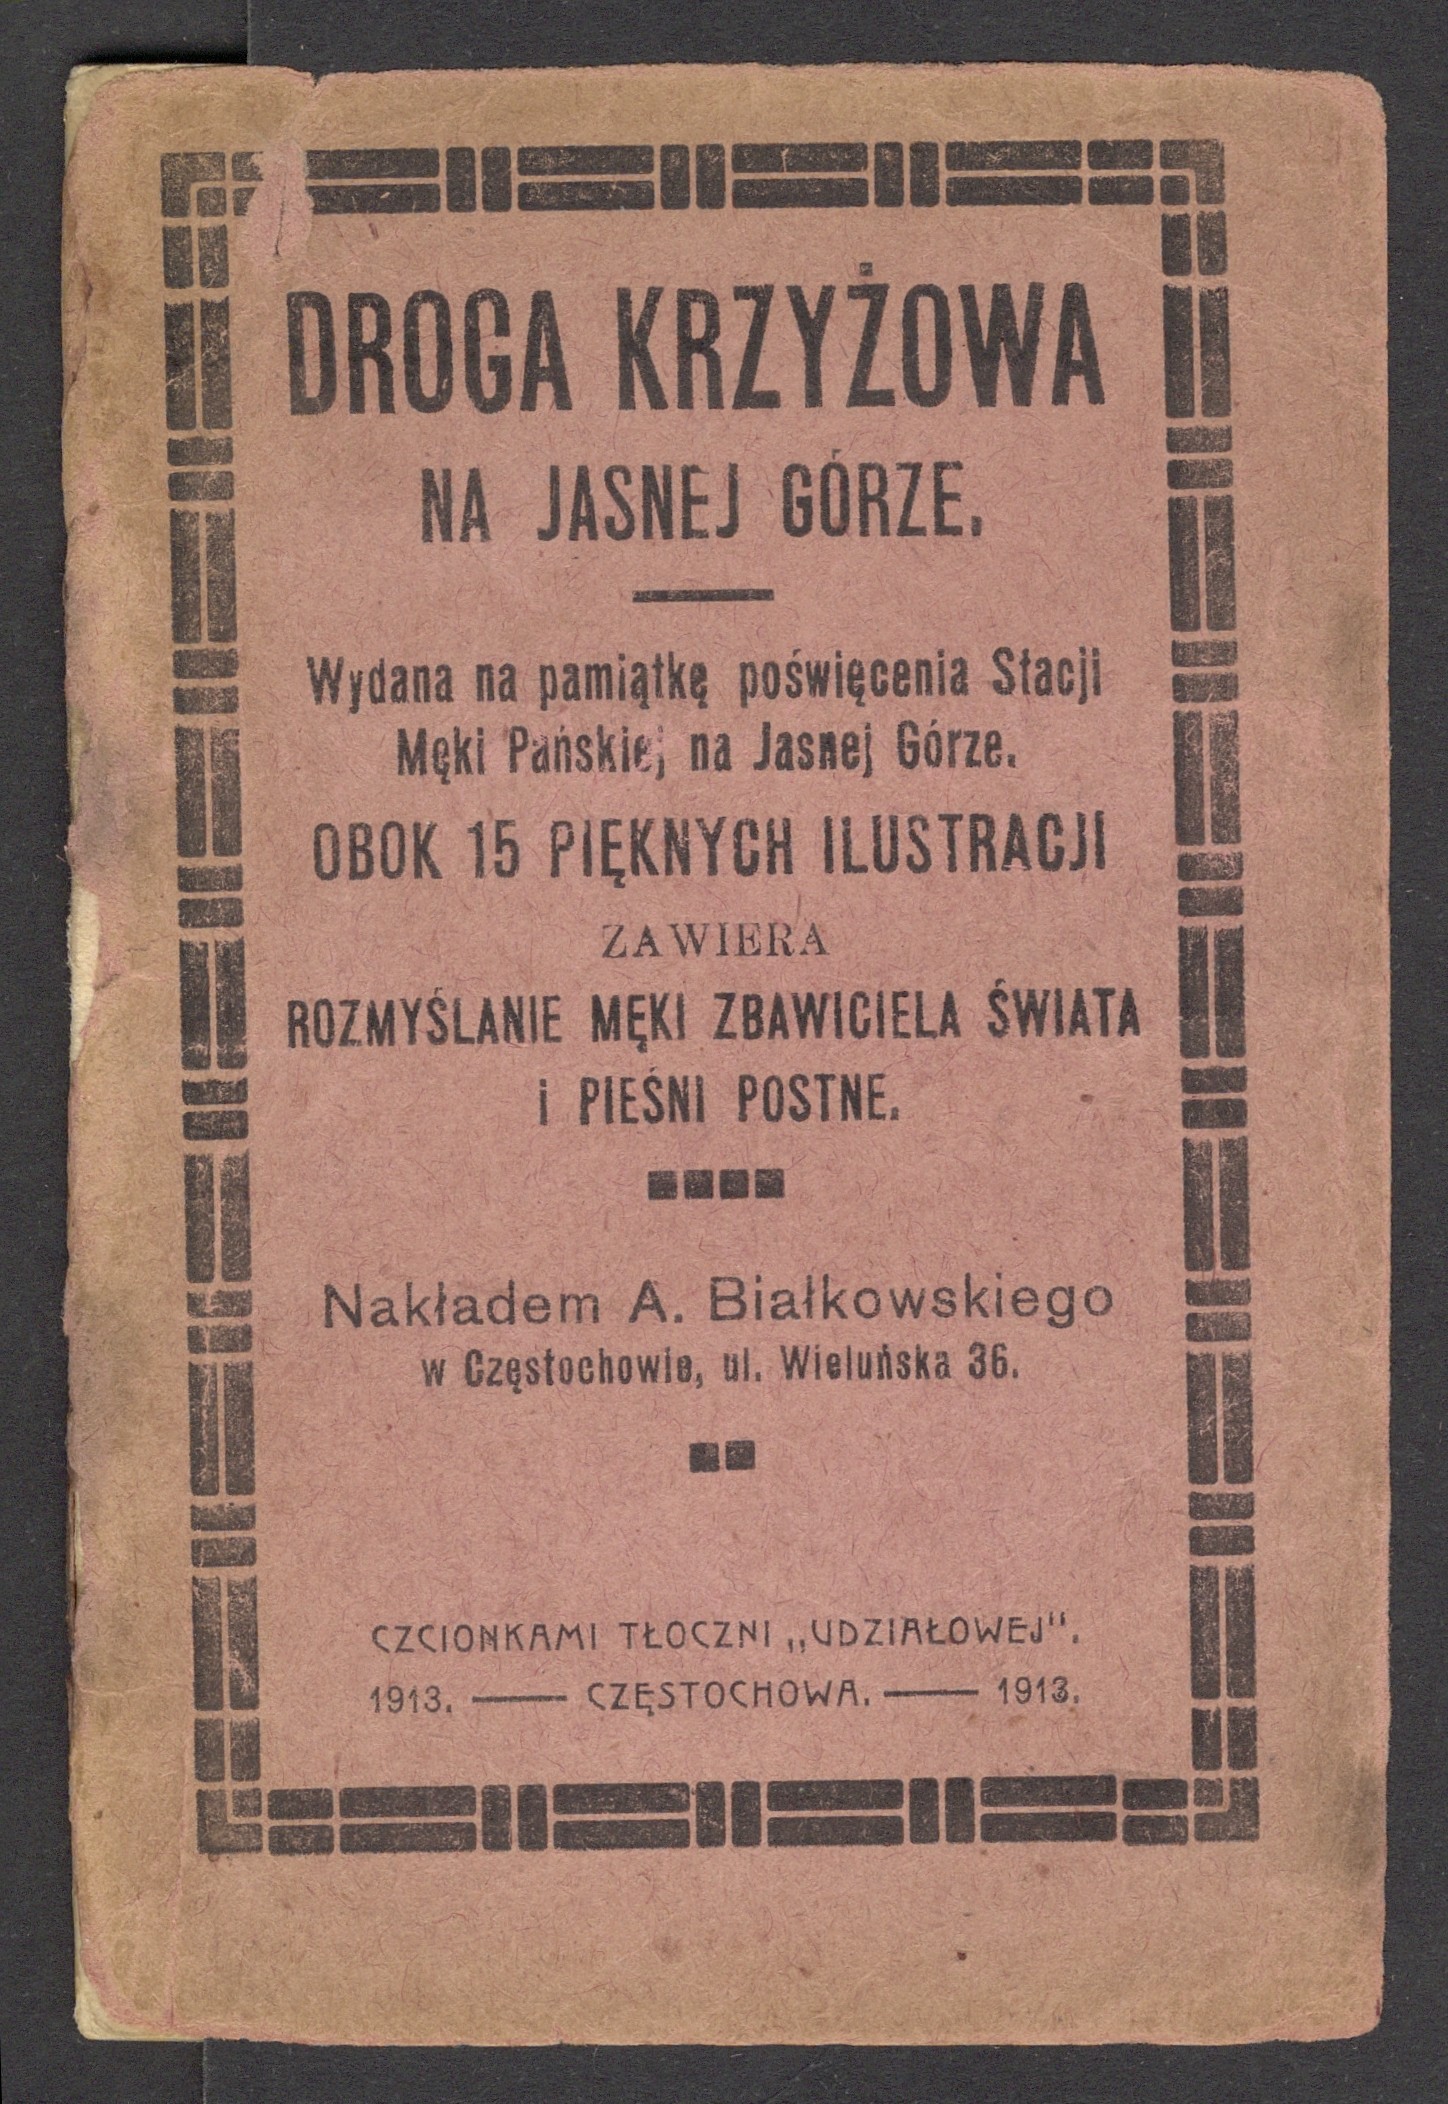 DROGA KRZYŻOWA
NA JASNEJ GÓRZE.
Wydana na pamiątkę poświęcenia Stacji
Męki Pańskiej na Jasnej Górze.
OBOK 15 PIĘKNYCH ILUSTRACJI
ZAWIERA
ROZMYŚLANIE MĘKI ZBAWICIELA ŚWIATA
i PIEŚNI POSTNE.
Nakładem A. Białkowskiego
w Częstochowie, ul. Wieluńska 36.
CZCIONKAMI TŁOCZNI „UDZIAŁOWEJ".
1913. — CZĘSTOCHOWA. — 1913.